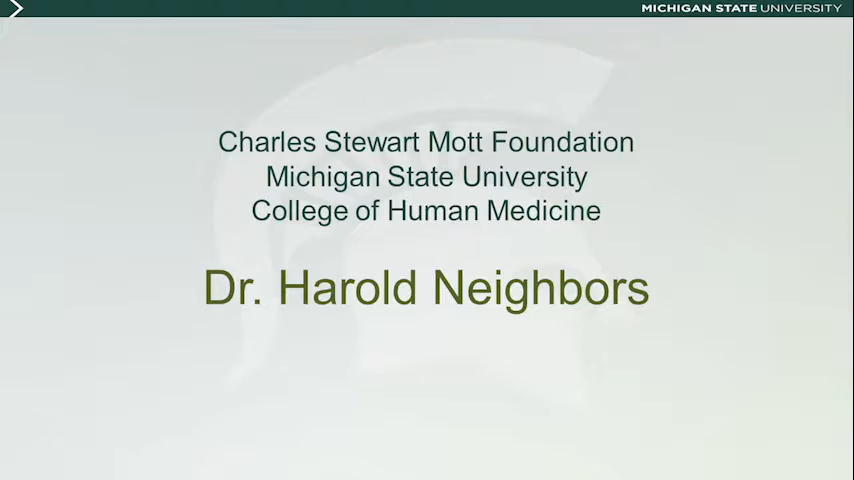 MICHIGAN STATE UNIVERSITY
Charles Stewart Mott Foundation
Michigan State University
College of Human Medicine
Dr. Harold Neighbors